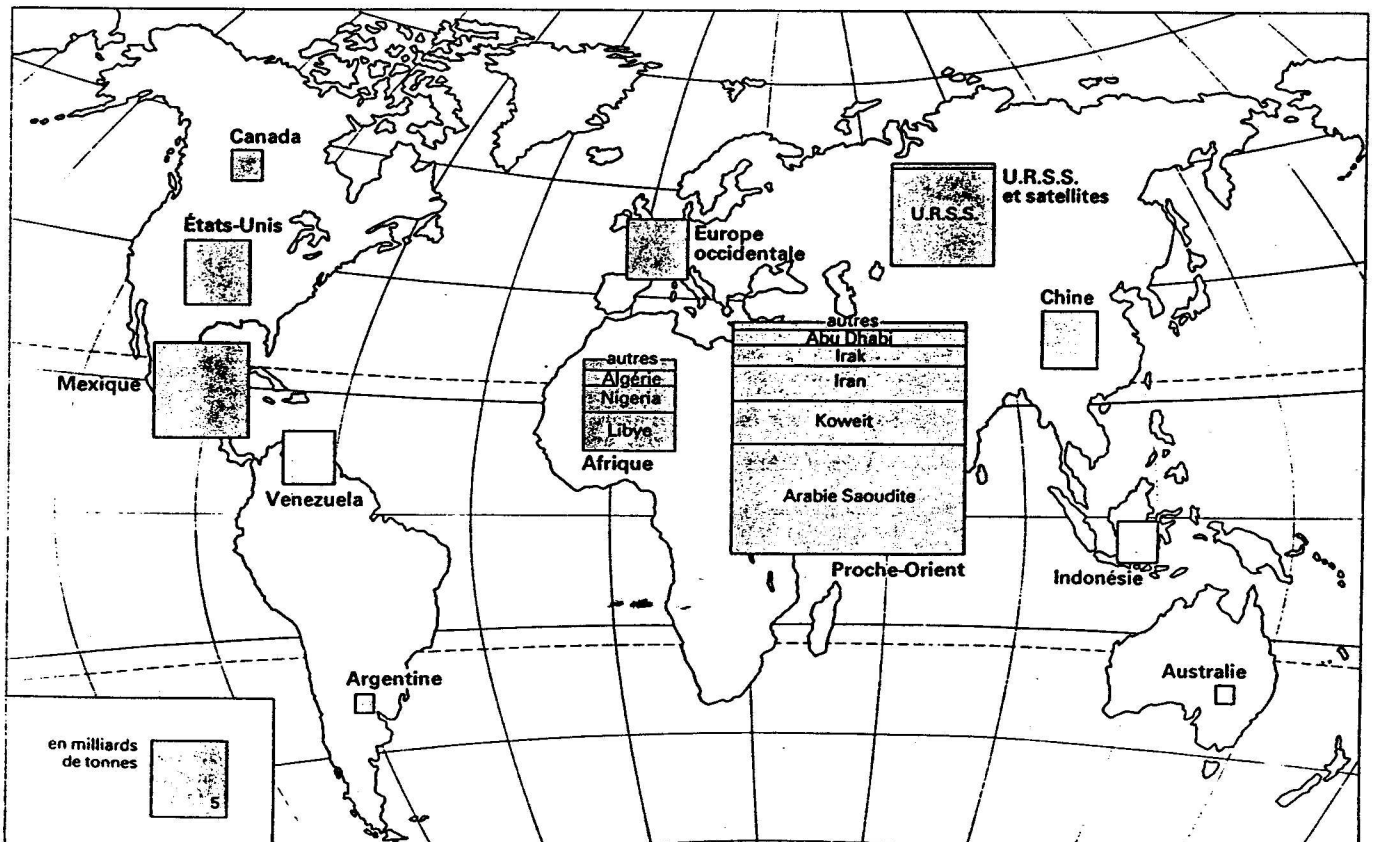 Canada
États-Unis
Mexique
Venezuela
Argentine
Europe
occidentale
U.R.S.S.
U.R.S.S.
et satellites
Chine
autres
Algérie
Nigeria
Libye
Afrique
autres
Abu Dhabi
Irak
Iran
Koweit
Arabie Saoudite
Proche-Orient
Indonésie
Australie
en milliards
de tonnes
5